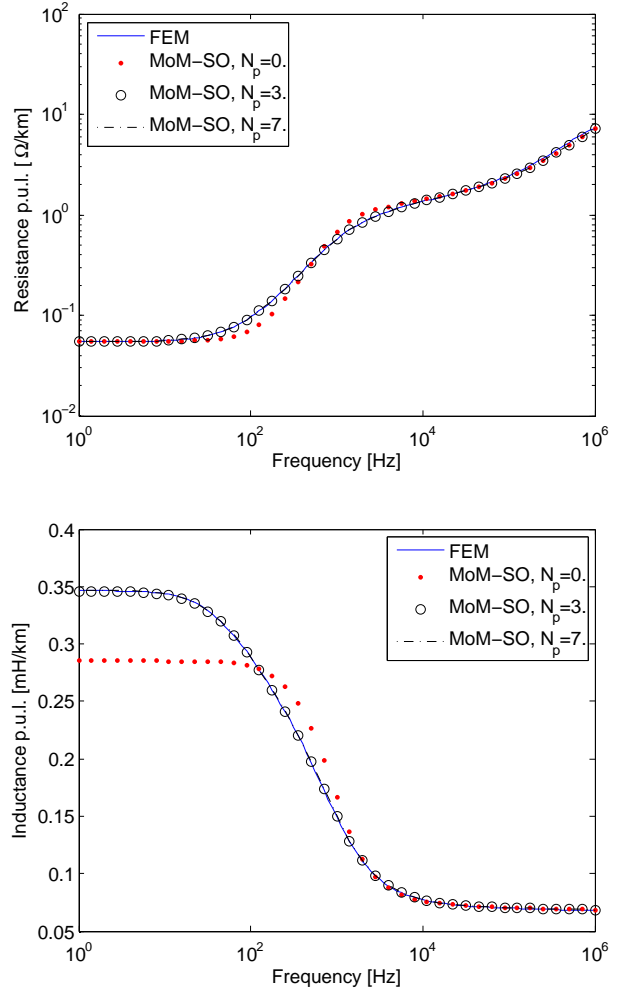 10^2
10^1
10^0
10^−1
10^−2
Resistance p.u.l. [ Ω/km]
FEM
MoM−SO, N_p=0.
MoM−SO, N_p=3.
MoM−SO, N_p=7.
10^0
10^2
10^4
10^6
Frequency [Hz]
0.4
0.35
0.3
0.25
0.2
0.15
0.1
0.05
Inductance p.u.l. [mH/km]
FEM
MoM−SO, N_p=0.
MoM−SO, N_p=3.
MoM−SO, N_p=7.
10^0
10^2
10^4
10^6
Frequency [Hz]